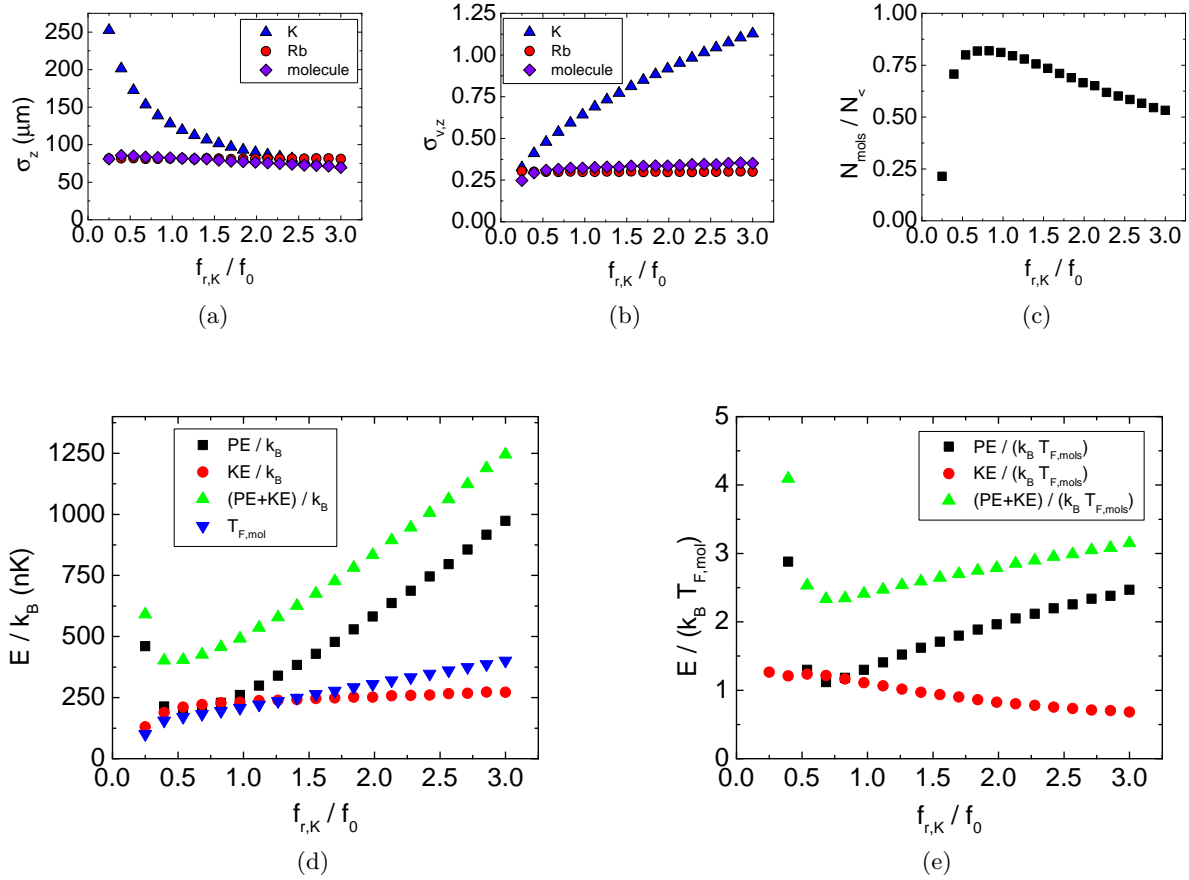 250
200
150
100
50
0
σz (μm)
K
Rb
molecule
0.0 0.5 1.0 1.5 2.0 2.5 3.0
fr,K / f0
(a)
1.25
1.00
0.75
0.50
0.25
0.00
σv,z
K
Rb
molecule
0.0 0.5 1.0 1.5 2.0 2.5 3.0
fr,K / f0
(b)
1.00
0.75
0.50
0.25
0.00
Nmols / N<
0.0 0.5 1.0 1.5 2.0 2.5 3.0
fr,K / f0
(c)
1250
1000
750
500
250
0
E / kB (nK)
PE / kB
KE / kB
(PE+KE) / kB
TF,mol
0.0 0.5 1.0 1.5 2.0 2.5 3.0
fr,K / f0
(d)
5
4
3
2
1
0
E / (kB TF,mol)
PE / (kB TF,mols)
KE / (kB TF,mols)
(PE+KE) / (kB TF,mols)
0.0 0.5 1.0 1.5 2.0 2.5 3.0
fr,K / f0
(e)